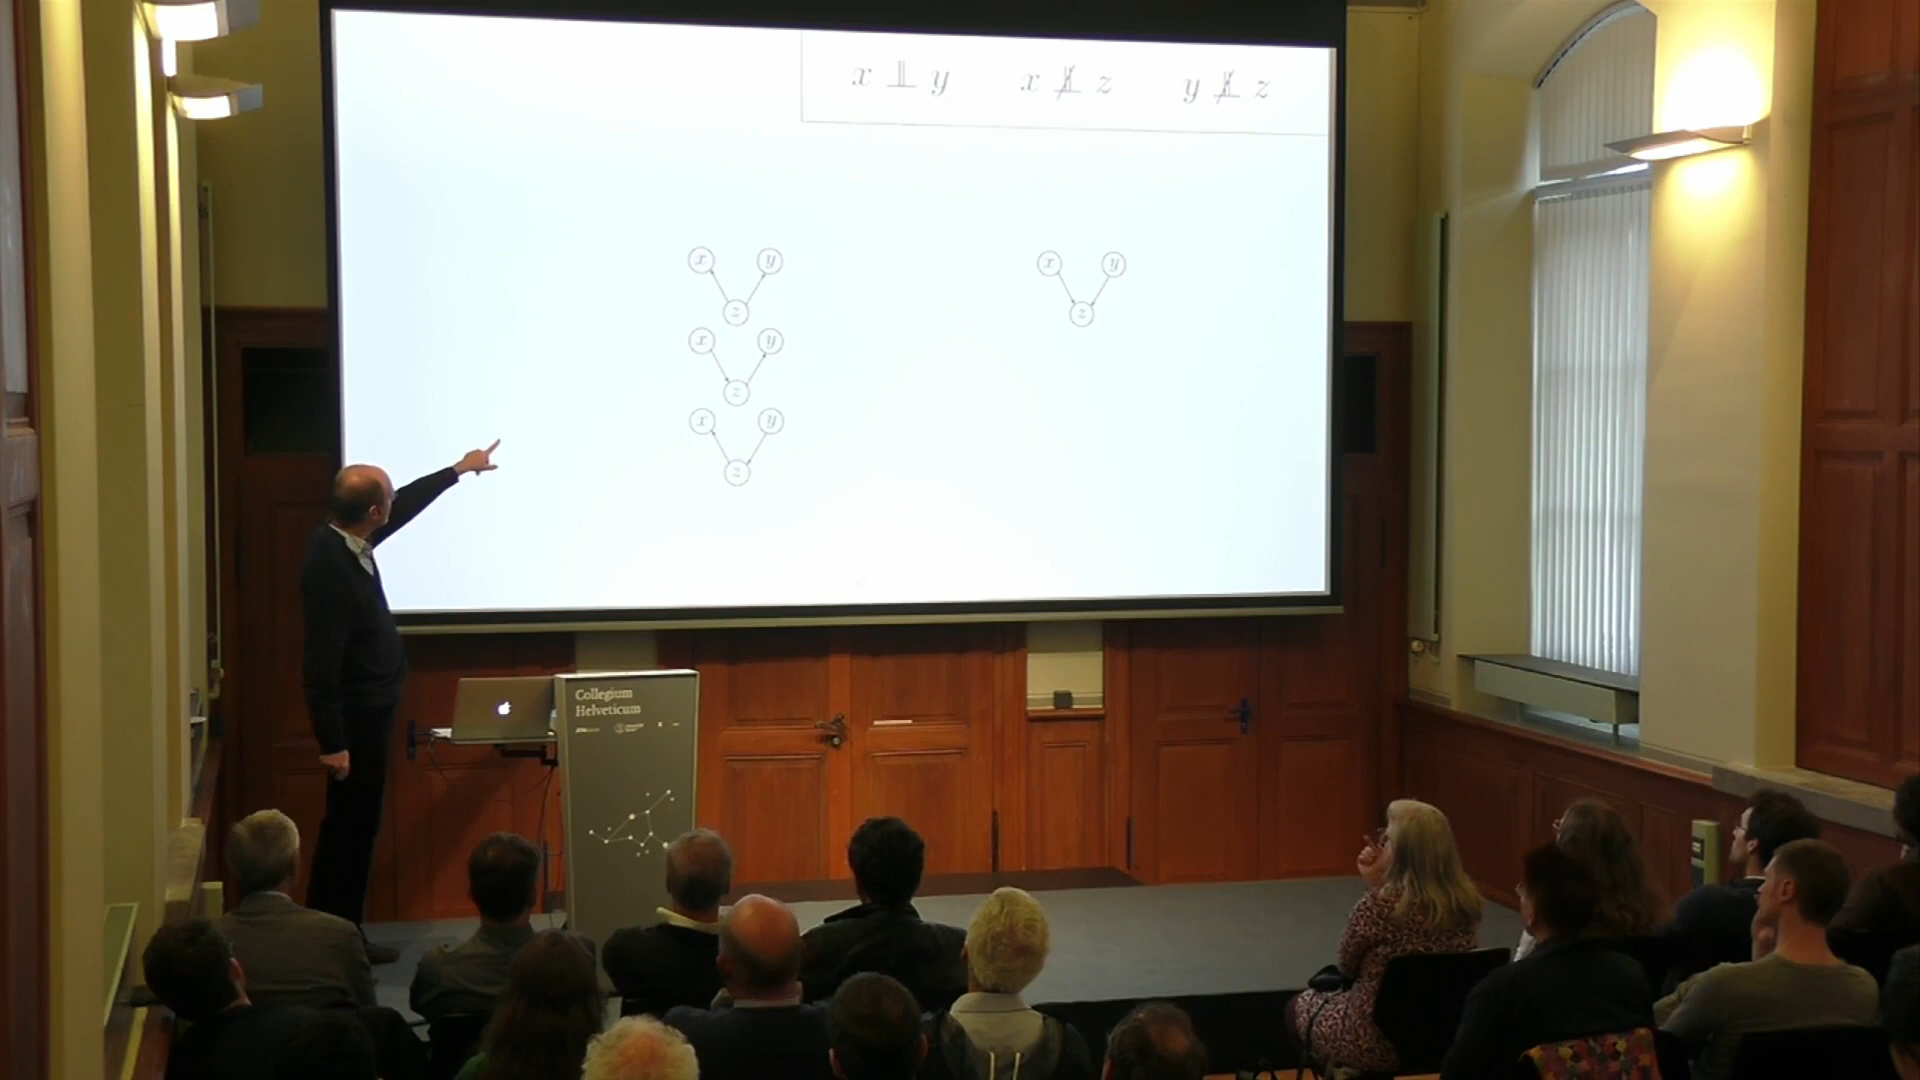 x ⫫ y x ⫫̸ z y ⫫̸ z
x y
z
x y
z
x y
z
x y
z
Collegium
Helveticum